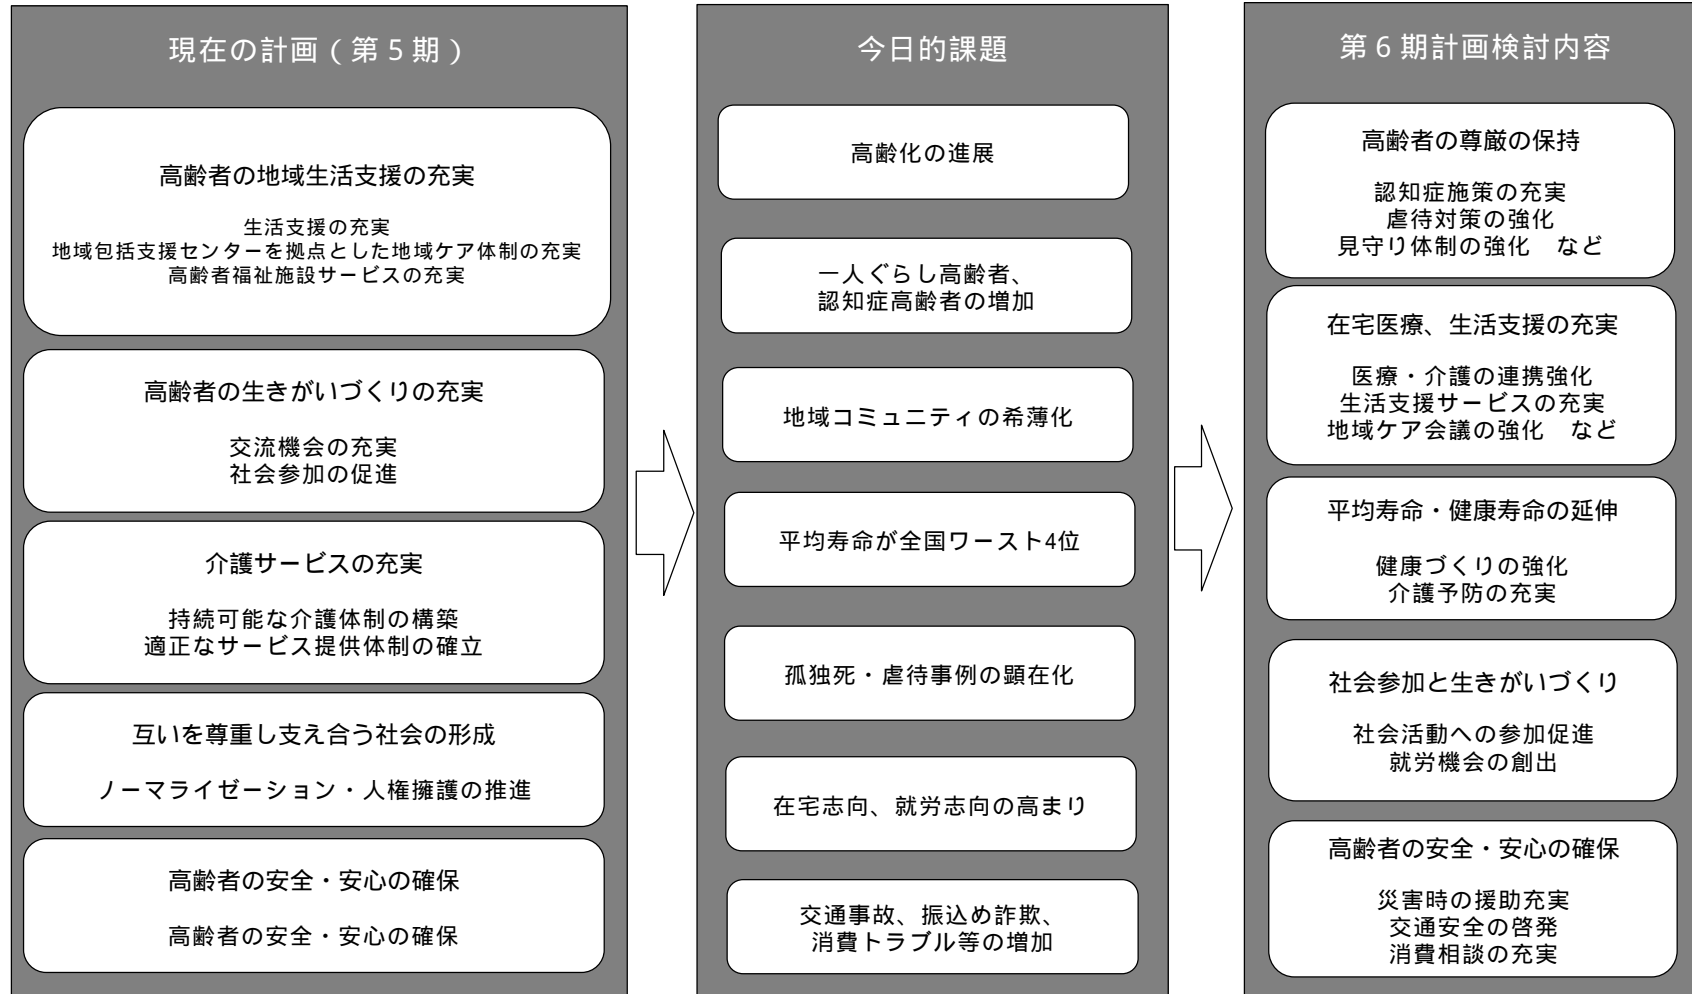 現在の計画（第５期）
高齢者の地域生活支援の充実
生活支援の充実
地域包括支援センターを拠点とした地域ケア体制の充実
高齢者福祉施設サービスの充実
高齢者の生きがいづくりの充実
交流機会の充実
社会参加の促進
介護サービスの充実
持続可能な介護体制の構築
適正なサービス提供体制の確立
互いを尊重し支え合う社会の形成
ノーマライゼーション・人権擁護の推進
高齢者の安全・安心の確保
高齢者の安全・安心の確保
今日的課題
高齢化の進展
一人ぐらし高齢者、
認知症高齢者の増加
地域コミュニティの希薄化
平均寿命が全国ワースト4位
孤独死・虐待事例の顕在化
在宅志向、就労志向の高まり
交通事故、振込め詐欺、
消費トラブル等の増加
第６期計画検討内容
高齢者の尊厳の保持
認知症施策の充実
虐待対策の強化
見守り体制の強化　など
在宅医療、生活支援の充実
医療・介護の連携強化
生活支援サービスの充実
地域ケア会議の強化　など
平均寿命・健康寿命の延伸
健康づくりの強化
介護予防の充実
社会参加と生きがいづくり
社会活動への参加促進
就労機会の創出
高齢者の安全・安心の確保
災害時の援助充実
交通安全の啓発
消費相談の充実